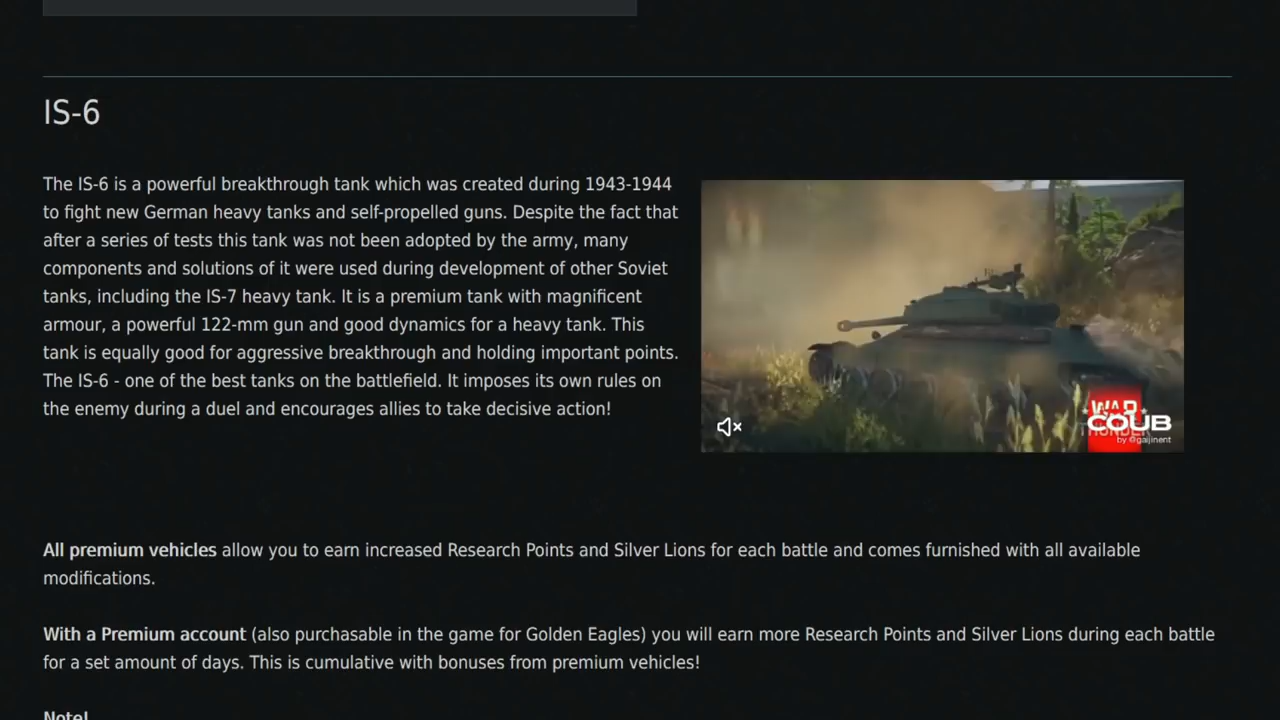 IS-6
The IS-6 is a powerful breakthrough tank which was created during 1943-1944
to fight new German heavy tanks and self-propelled guns. Despite the fact that
after a series of tests this tank was not been adopted by the army, many
components and solutions of it were used during development of other Soviet
tanks, including the IS-7 heavy tank. It is a premium tank with magnificent
armour, a powerful 122-mm gun and good dynamics for a heavy tank. This
tank is equally good for aggressive breakthrough and holding important points.
The IS-6 - one of the best tanks on the battlefield. It imposes its own rules on
the enemy during a duel and encourages allies to take decisive action!
WAR
THUNDER
COUB
by @gaijinent
All premium vehicles allow you to earn increased Research Points and Silver Lions for each battle and comes furnished with all available
modifications.
With a Premium account (also purchasable in the game for Golden Eagles) you will earn more Research Points and Silver Lions during each battle
for a set amount of days. This is cumulative with bonuses from premium vehicles!
Note!